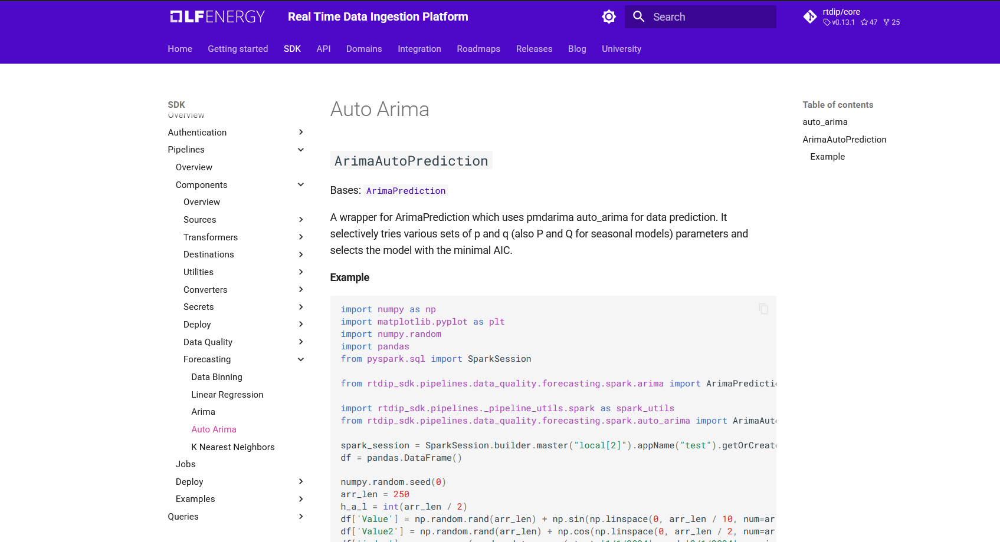 LFENERGY
Real Time Data Ingestion Platform
Search
rtdip/core
v0.13.1 47 25
Home Getting started SDK API Domains Integration Roadmaps Releases Blog University
SDK
Overview
Authentication
Pipelines
Overview
Components
Overview
Sources
Transformers
Destinations
Utilities
Converters
Secrets
Deploy
Data Quality
Forecasting
Data Binning
Linear Regression
Arima
Auto Arima
K Nearest Neighbors
Jobs
Deploy
Examples
Queries
Auto Arima
ArimaAutoPrediction
Bases: ArimaPrediction
A wrapper for ArimaPrediction which uses pmdarima auto_arima for data prediction. It
selectively tries various sets of p and q (also P and Q for seasonal models) parameters and
selects the model with the minimal AIC.
Example
import numpy as np
import matplotlib.pyplot as plt
import numpy.random
import pandas
from pyspark.sql import SparkSession
from rtdip_sdk.pipelines.data_quality.forecasting.spark.arima import ArimaPredictio
import rtdip_sdk.pipelines._pipeline_utils.spark as spark_utils
from rtdip_sdk.pipelines.data_quality.forecasting.spark.auto_arima import ArimaAuto
spark_session = SparkSession.builder.master("local[2]").appName("test").getOrCreate
df = pandas.DataFrame()
numpy.random.seed(0)
arr_len = 250
h_a_l = int(arr_len / 2)
df['Value'] = np.random.rand(arr_len) + np.sin(np.linspace(0, arr_len / 10, num=ar
df['Value2'] = np.random.rand(arr_len) + np.cos(np.linspace(0, arr_len / 2, num=ar
Table of contents
auto_arima
ArimaAutoPrediction
Example